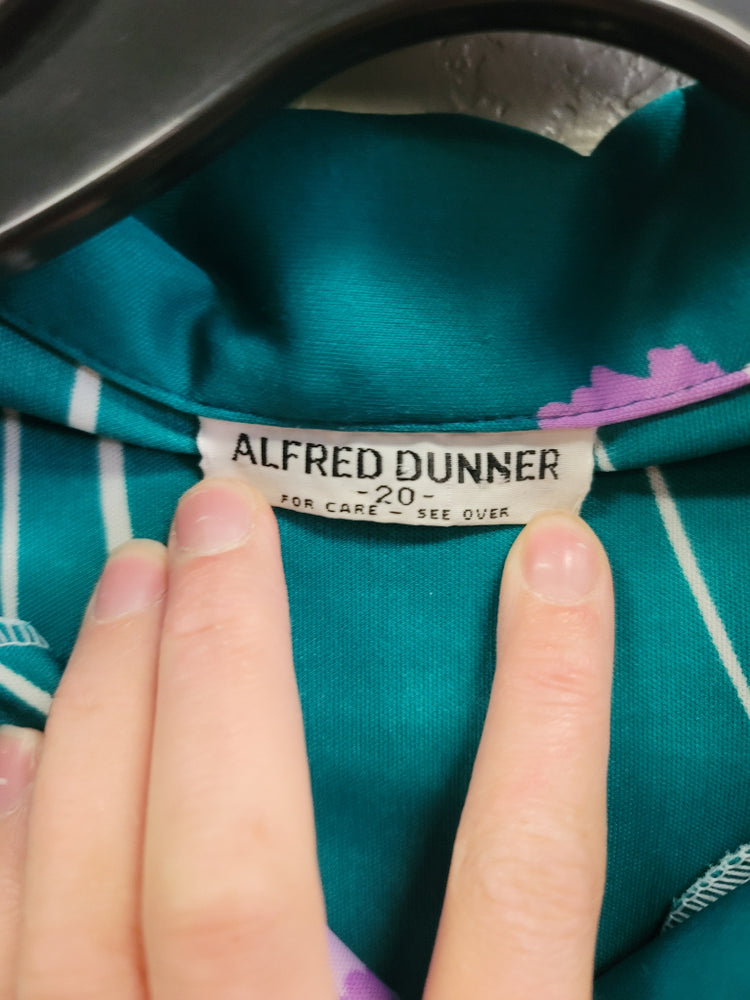 ALFRED DUNNER
-20-
FOR CARE - SEE OVER